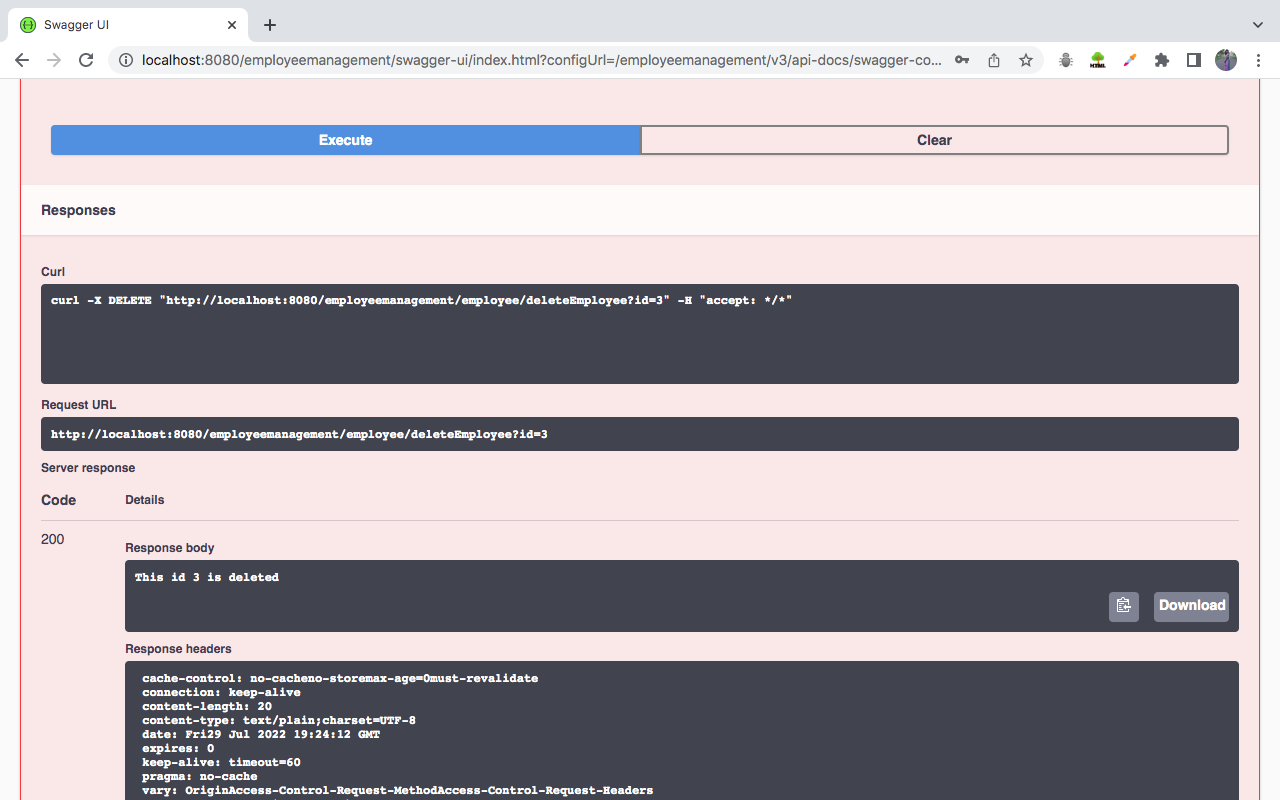 Swagger UI
localhost:8080/employeemanagement/swagger-ui/index.html?configUrl=/employeemanagement/v3/api-docs/swagger-co...
HTML
Execute
Clear
Responses
Curl
curl -X DELETE "http://localhost:8080/employeemanagement/employee/deleteEmployee?id=3" -H "accept: */*"
Request URL
http://localhost:8080/employeemanagement/employee/deleteEmployee?id=3
Server response
Code Details
200
Response body
This id 3 is deleted
Download
Response headers
cache-control: no-cacheno-storemax-age=0must-revalidate
connection: keep-alive
content-length: 20
content-type: text/plain;charset=UTF-8
date: Fri29 Jul 2022 19:24:12 GMT
expires: 0
keep-alive: timeout=60
pragma: no-cache
vary: OriginAccess-Control-Request-MethodAccess-Control-Request-Headers